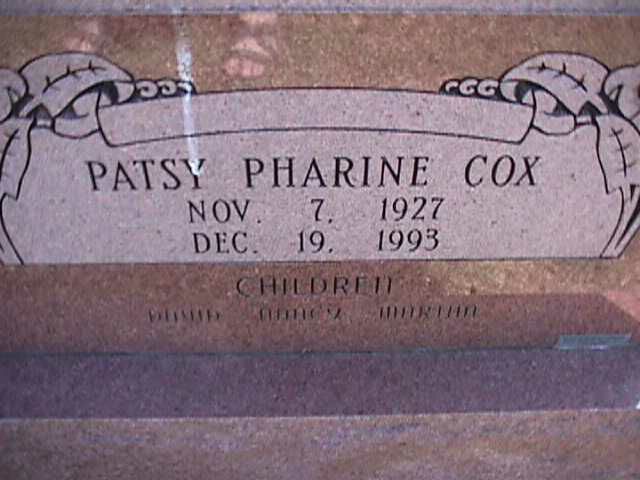 PATSY PHARINE COX
NOV. 7, 1927
DEC. 19, 1993
CHILDREN
DAVID NANCY MARTHA